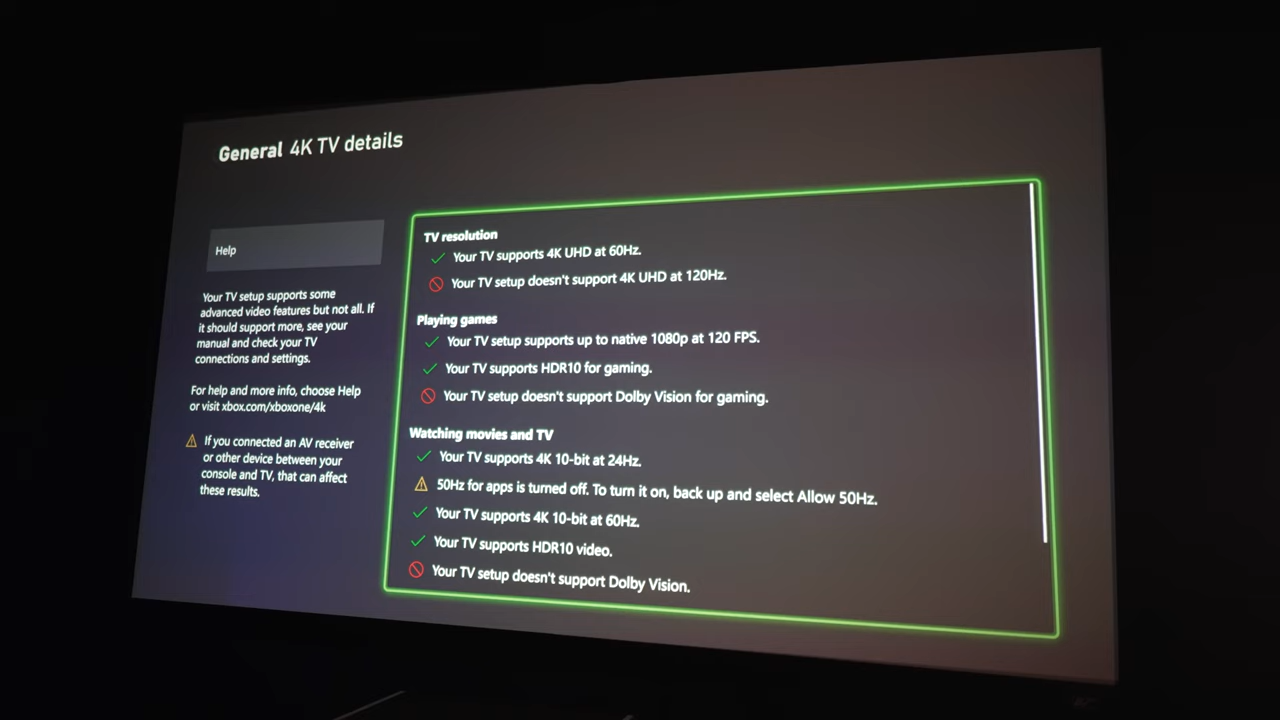 General 4K TV details
Help
Your TV setup supports some
advanced video features but not all. If
it should support more, see your
manual and check your TV
connections and settings.
For help and more info, choose Help
or visit xbox.com/xboxone/4k
If you connected an AV receiver
or other device between your
console and TV, that can affect
these results.
TV resolution
Your TV supports 4K UHD at 60Hz.
Your TV setup doesn't support 4K UHD at 120Hz.
Playing games
Your TV setup supports up to native 1080p at 120 FPS.
Your TV supports HDR10 for gaming.
Your TV setup doesn't support Dolby Vision for gaming.
Watching movies and TV
Your TV supports 4K 10-bit at 24Hz.
50Hz for apps is turned off. To turn it on, back up and select Allow 50Hz.
Your TV supports 4K 10-bit at 60Hz.
Your TV supports HDR10 video.
Your TV setup doesn't support Dolby Vision.